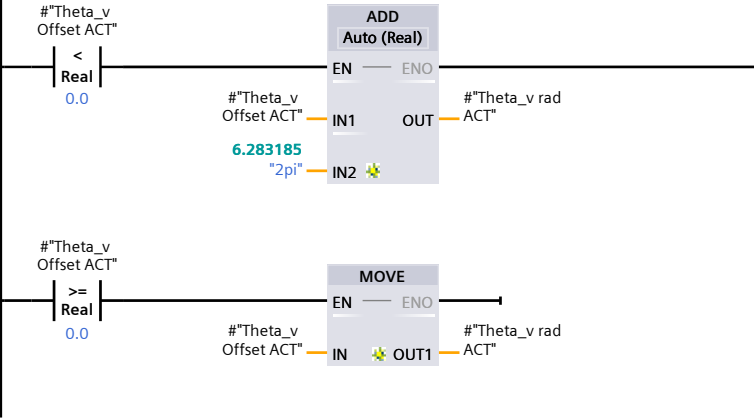 #"Theta_v
Offset ACT"
<
Real
0.0
ADD
Auto (Real)
EN
ENO
#"Theta_v
Offset ACT"
IN1
OUT
#"Theta_v rad
ACT"
6.283185
"2pi"
IN2
#"Theta_v
Offset ACT"
>=
Real
0.0
MOVE
EN
ENO
#"Theta_v
Offset ACT"
IN
OUT1
#"Theta_v rad
ACT"